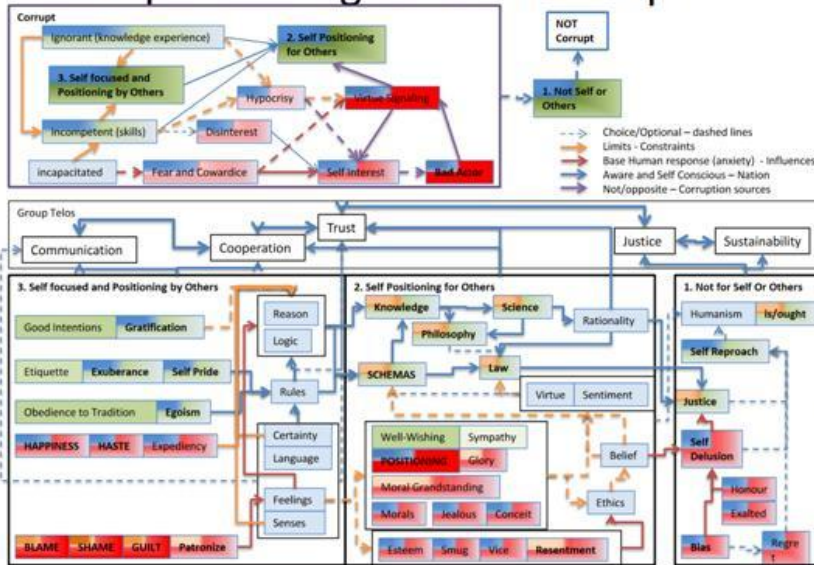 Corrupt
Ignorant (knowledge experience)
2. Self Positioning
for Others
NOT
Corrupt
3. Self focused and
Positioning by Others
1. Not Self or
Others
Hypocrisy
Virtue Signaling
Incompetent (skills)
Disinterest
incapacitated
Fear and Cowardice
Self interest
Bad Actor
Choice/Optional – dashed lines
Limits - Constraints
Base Human response (anxiety) - Influences
Aware and Self Conscious – Nation
Not/opposite – Corruption sources
Group Telos
Communication
Cooperation
Trust
Justice
Sustainability
3. Self focused and Positioning by Others
Good Intentions
Gratification
Etiquette
Exuberance
Self Pride
Obedience to Tradition
Egoism
HAPPINESS
HASTE
Expediency
BLAME
SHAME
GUILT
Patronize
Reason
Logic
Rules
Certainty
Language
Feelings
Senses
2. Self Positioning for Others
Knowledge
Science
Philosophy
Rationality
SCHEMAS
Law
Virtue
Sentiment
Well-Wishing
Sympathy
POSITIONING
Glory
Moral Grandstanding
Morals
Jealous
Conceit
Belief
Ethics
Esteem
Smug
Vice
Resentment
1. Not for Self Or Others
Humanism
Is/ought
Self Reproach
Justice
Self
Delusion
Honour
Exalted
Bias
Regre
t